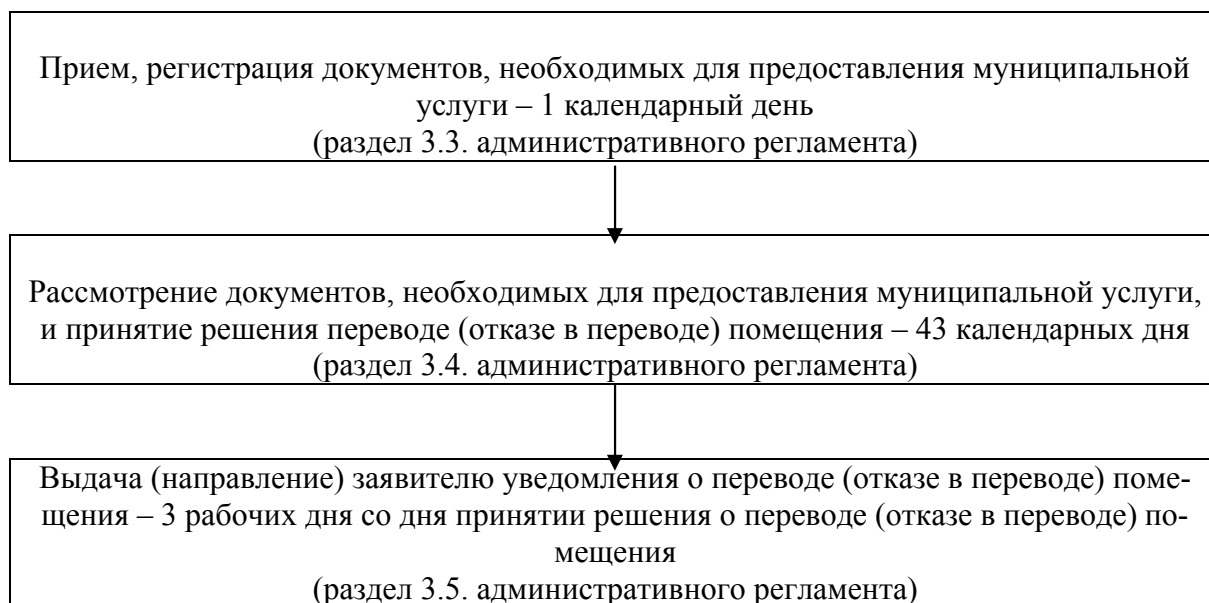 Прием, регистрация документов, необходимых для предоставления муниципальной
услуги – 1 календарный день
(раздел 3.3. административного регламента)
Рассмотрение документов, необходимых для предоставления муниципальной услуги,
и принятие решения переводе (отказе в переводе) помещения – 43 календарных дня
(раздел 3.4. административного регламента)
Выдача (направление) заявителю уведомления о переводе (отказе в переводе) поме-
щения – 3 рабочих дня со дня принятии решения о переводе (отказе в переводе) по-
мещения
(раздел 3.5. административного регламента)